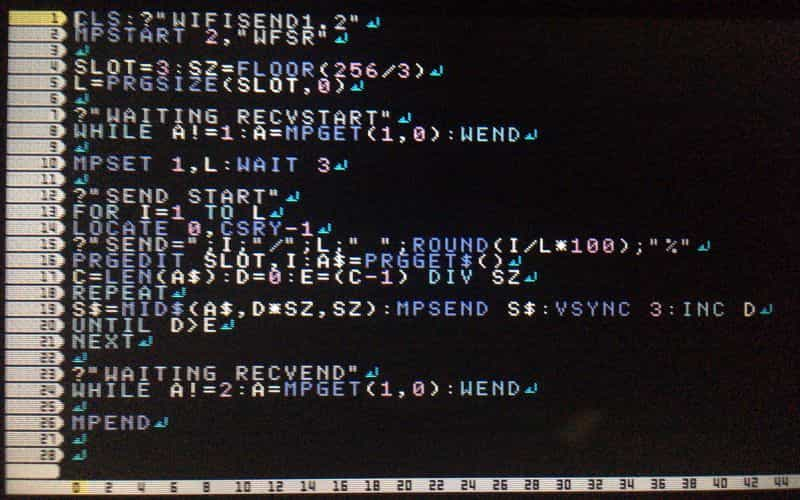 1 CLS:?"WIFISEND1.2"
2 MPSTART 2,"WFSR"
3
4 SLOT=3:SZ=FLOOR(256/3)
5 L=PRGSIZE(SLOT,0)
6
7 ?"WAITING RECVSTART"
8 WHILE A!=1:A=MPGET(1,0):WEND
9
10 MPSET 1,L:WAIT 3
11
12 ?"SEND START"
13 FOR I=1 TO L
14 LOCATE 0,CSRY-1
15 ?"SEND=";I;"/";L;" ";ROUND(I/L*100);"%"
16 PRGEDIT SLOT,I:A$=PRGGET$()
17 C=LEN(A$):D=0:E=(C-1) DIV SZ
18 REPEAT
19 S$=MID$(A$,D*SZ,SZ):MPSEND S$:VSYNC 3:INC D
20 UNTIL D>E
21 NEXT
22
23 ?"WAITING RECVEND"
24 WHILE A!=2:A=MPGET(1,0):WEND
25
26 MPEND
27
28
0 2 4 6 8 10 12 14 16 18 20 22 24 26 28 30 32 34 36 38 40 42 44